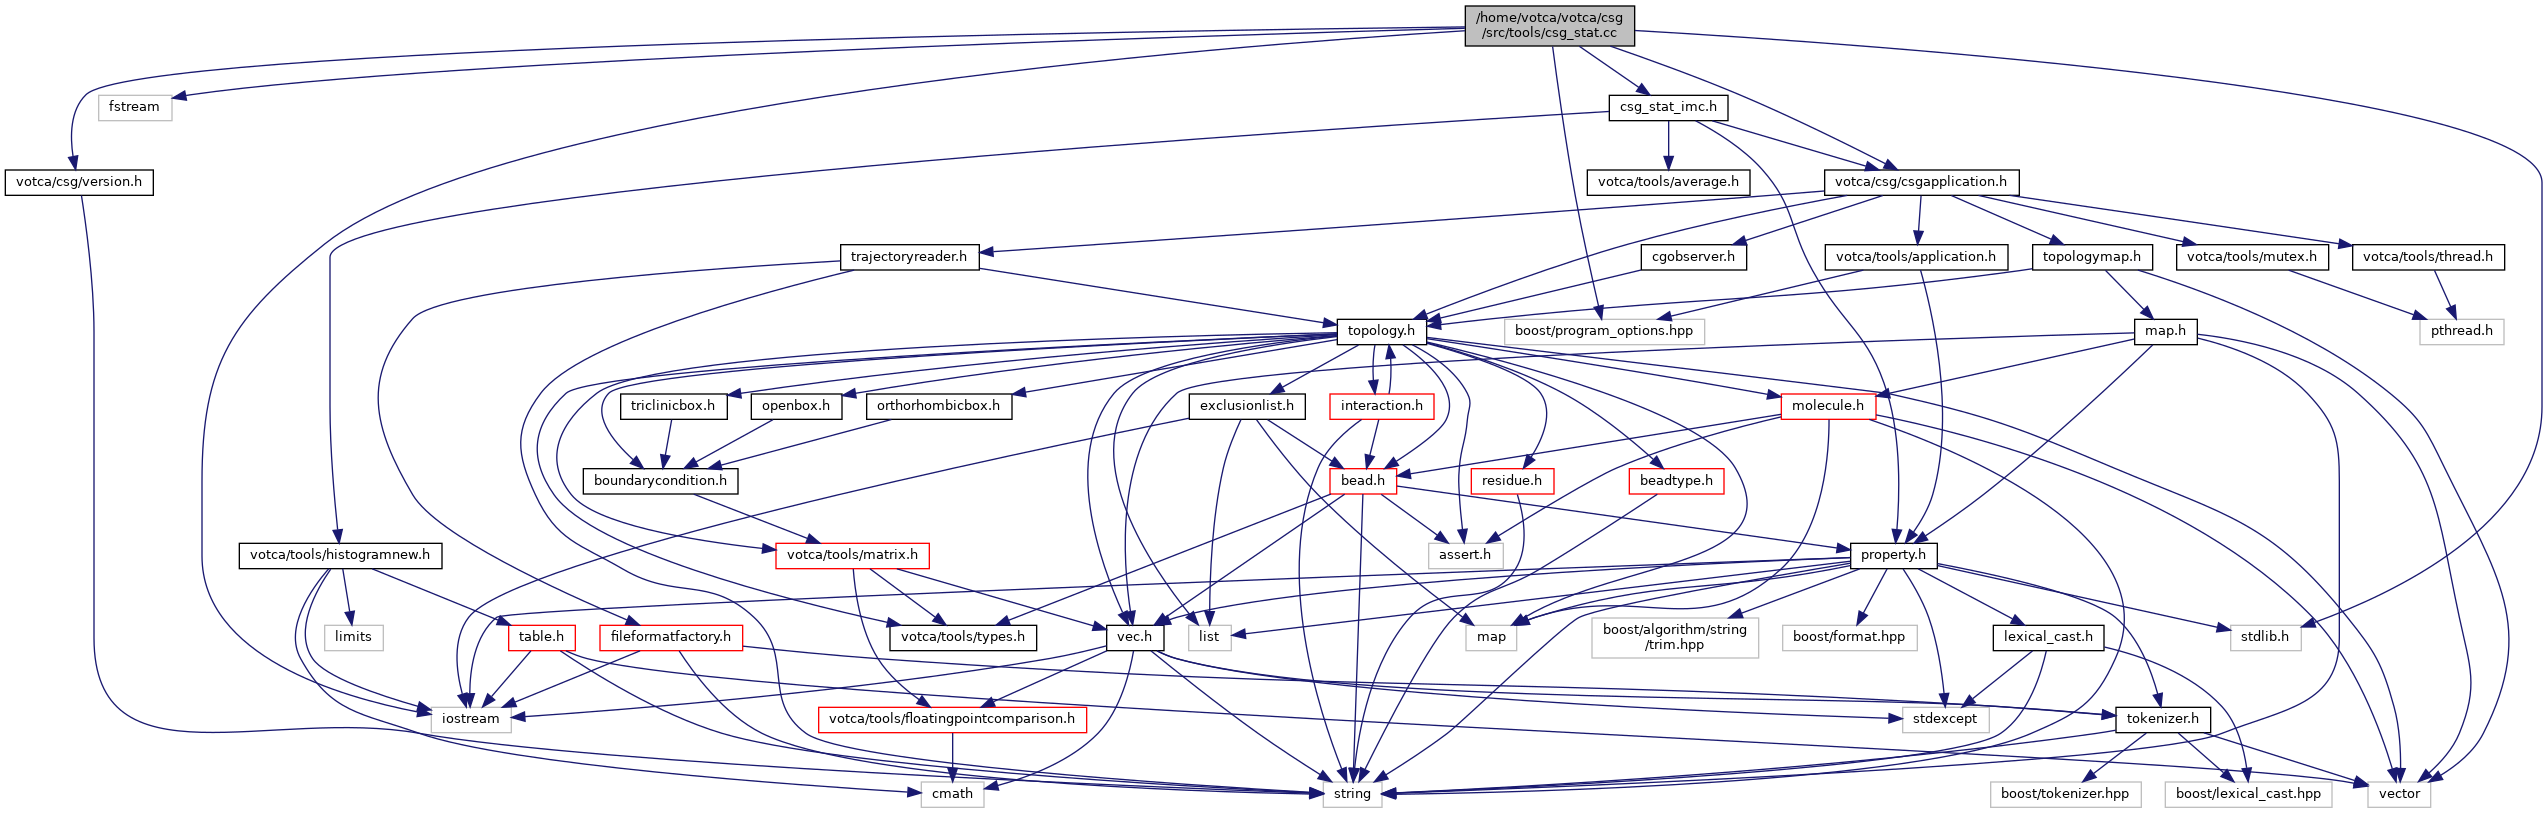 /home/votca/votca/csg
/src/tools/csg_stat.cc
fstream
csg_stat_imc.h
votca/csg/version.h
votca/tools/average.h
votca/csg/csgapplication.h
trajectoryreader.h
cgobserver.h
votca/tools/application.h
topologymap.h
votca/tools/mutex.h
votca/tools/thread.h
topology.h
boost/program_options.hpp
map.h
pthread.h
triclinicbox.h
openbox.h
orthorhombicbox.h
exclusionlist.h
interaction.h
molecule.h
boundarycondition.h
bead.h
residue.h
beadtype.h
votca/tools/histogramnew.h
votca/tools/matrix.h
assert.h
property.h
limits
table.h
fileformatfactory.h
votca/tools/types.h
vec.h
list
map
boost/algorithm/string
/trim.hpp
boost/format.hpp
lexical_cast.h
stdlib.h
iostream
votca/tools/floatingpointcomparison.h
stdexcept
tokenizer.h
cmath
string
boost/tokenizer.hpp
boost/lexical_cast.hpp
vector